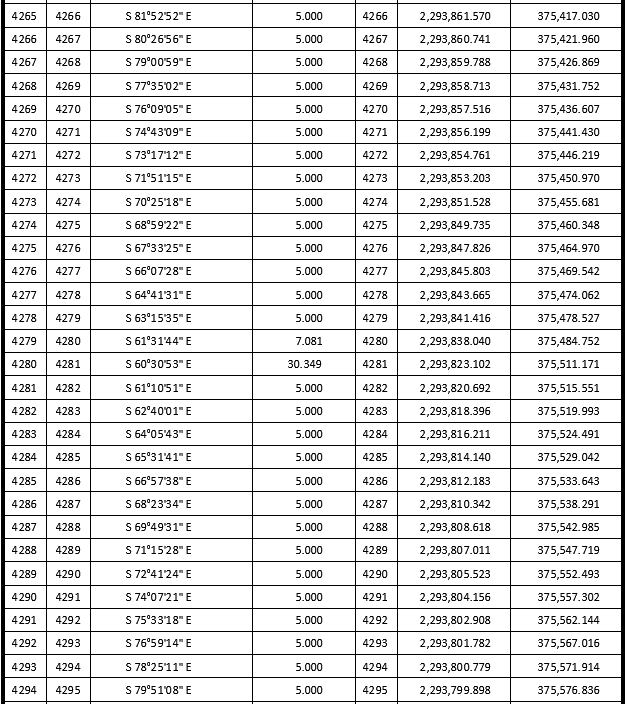 4265 4266 S 81°52'52" E 5.000 4266 2,293,861.570 375,417.030
4266 4267 S 80°26'56" E 5.000 4267 2,293,860.741 375,421.960
4267 4268 S 79°00'59" E 5.000 4268 2,293,859.788 375,426.869
4268 4269 S 77°35'02" E 5.000 4269 2,293,858.713 375,431.752
4269 4270 S 76°09'05" E 5.000 4270 2,293,857.516 375,436.607
4270 4271 S 74°43'09" E 5.000 4271 2,293,856.199 375,441.430
4271 4272 S 73°17'12" E 5.000 4272 2,293,854.761 375,446.219
4272 4273 S 71°51'15" E 5.000 4273 2,293,853.203 375,450.970
4273 4274 S 70°25'18" E 5.000 4274 2,293,851.528 375,455.681
4274 4275 S 68°59'22" E 5.000 4275 2,293,849.735 375,460.348
4275 4276 S 67°33'25" E 5.000 4276 2,293,847.826 375,464.970
4276 4277 S 66°07'28" E 5.000 4277 2,293,845.803 375,469.542
4277 4278 S 64°41'31" E 5.000 4278 2,293,843.665 375,474.062
4278 4279 S 63°15'35" E 5.000 4279 2,293,841.416 375,478.527
4279 4280 S 61°31'44" E 7.081 4280 2,293,838.040 375,484.752
4280 4281 S 60°30'53" E 30.349 4281 2,293,823.102 375,511.171
4281 4282 S 61°10'51" E 5.000 4282 2,293,820.692 375,515.551
4282 4283 S 62°40'01" E 5.000 4283 2,293,818.396 375,519.993
4283 4284 S 64°05'43" E 5.000 4284 2,293,816.211 375,524.491
4284 4285 S 65°31'41" E 5.000 4285 2,293,814.140 375,529.042
4285 4286 S 66°57'38" E 5.000 4286 2,293,812.183 375,533.643
4286 4287 S 68°23'34" E 5.000 4287 2,293,810.342 375,538.291
4287 4288 S 69°49'31" E 5.000 4288 2,293,808.618 375,542.985
4288 4289 S 71°15'28" E 5.000 4289 2,293,807.011 375,547.719
4289 4290 S 72°41'24" E 5.000 4290 2,293,805.523 375,552.493
4290 4291 S 74°07'21" E 5.000 4291 2,293,804.156 375,557.302
4291 4292 S 75°33'18" E 5.000 4292 2,293,802.908 375,562.144
4292 4293 S 76°59'14" E 5.000 4293 2,293,801.782 375,567.016
4293 4294 S 78°25'11" E 5.000 4294 2,293,800.779 375,571.914
4294 4295 S 79°51'08" E 5.000 4295 2,293,799.898 375,576.836